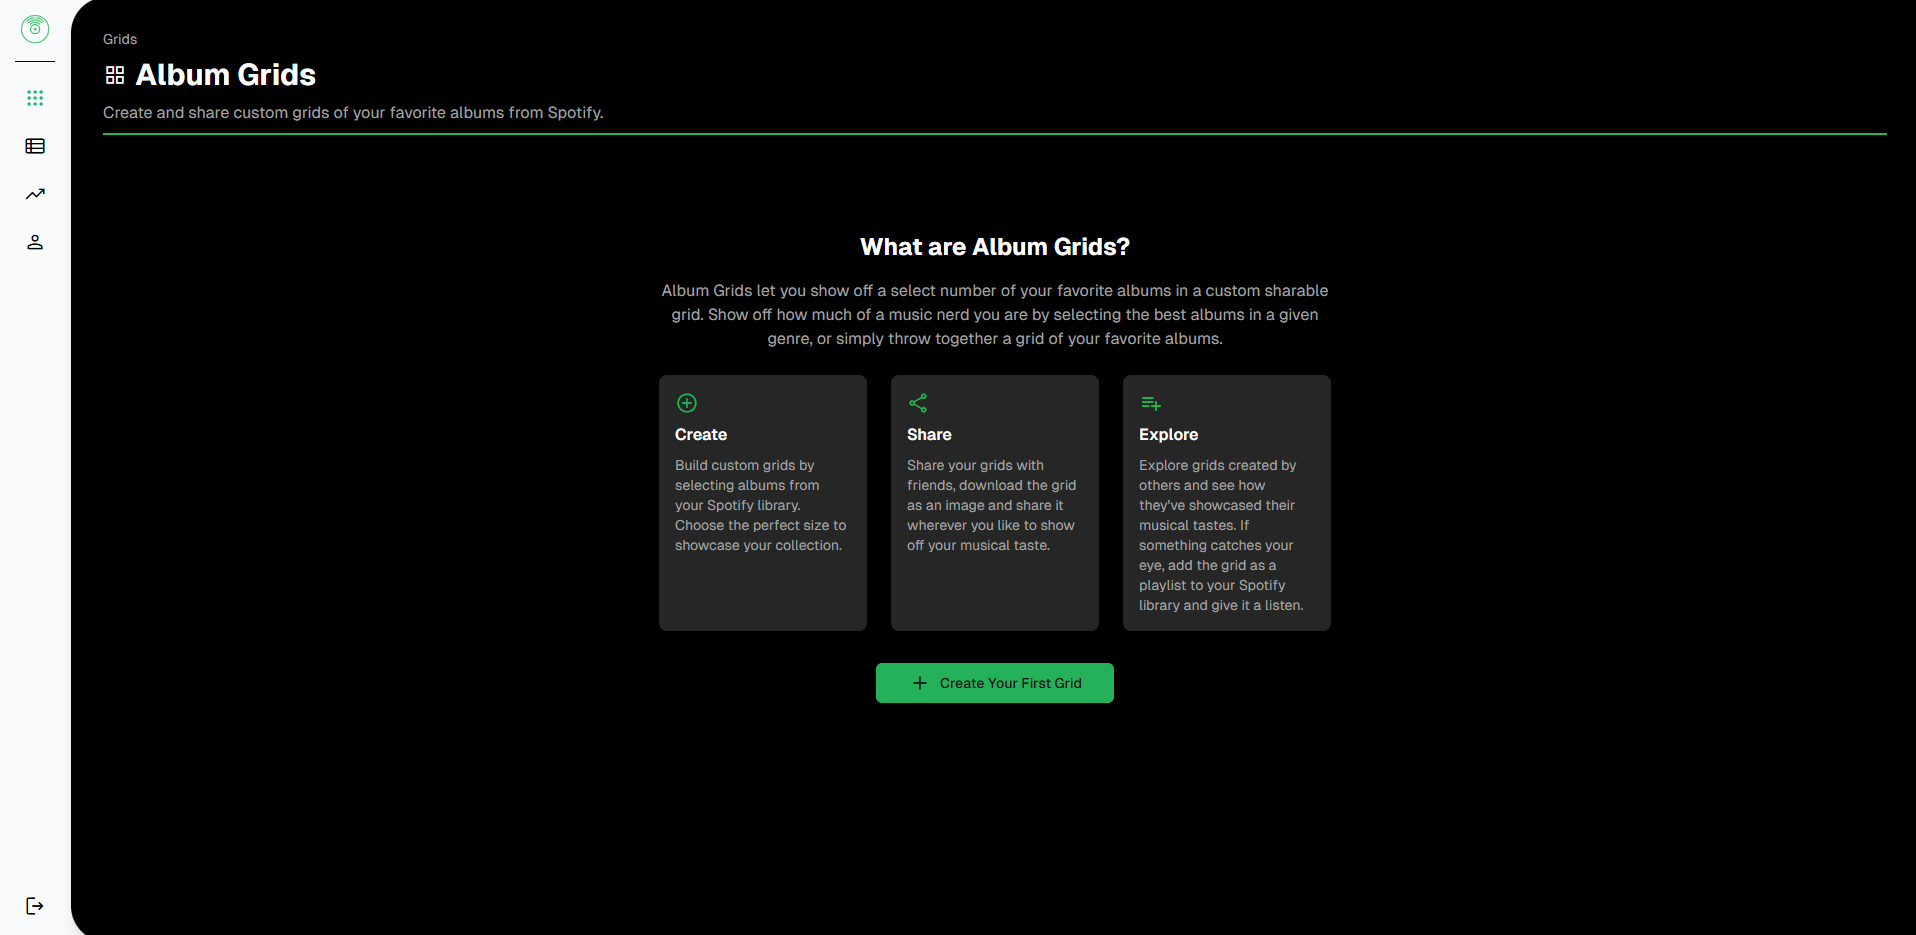 Grids
Album Grids
Create and share custom grids of your favorite albums from Spotify.
What are Album Grids?
Album Grids let you show off a select number of your favorite albums in a custom sharable
grid. Show off how much of a music nerd you are by selecting the best albums in a given
genre, or simply throw together a grid of your favorite albums.
Create
Build custom grids by
selecting albums from
your Spotify library.
Choose the perfect size to
showcase your collection.
Share
Share your grids with
friends, download the grid
as an image and share it
wherever you like to show
off your musical taste.
Explore
Explore grids created by
others and see how
they've showcased their
musical tastes. If
something catches your
eye, add the grid as a
playlist to your Spotify
library and give it a listen.
Create Your First Grid